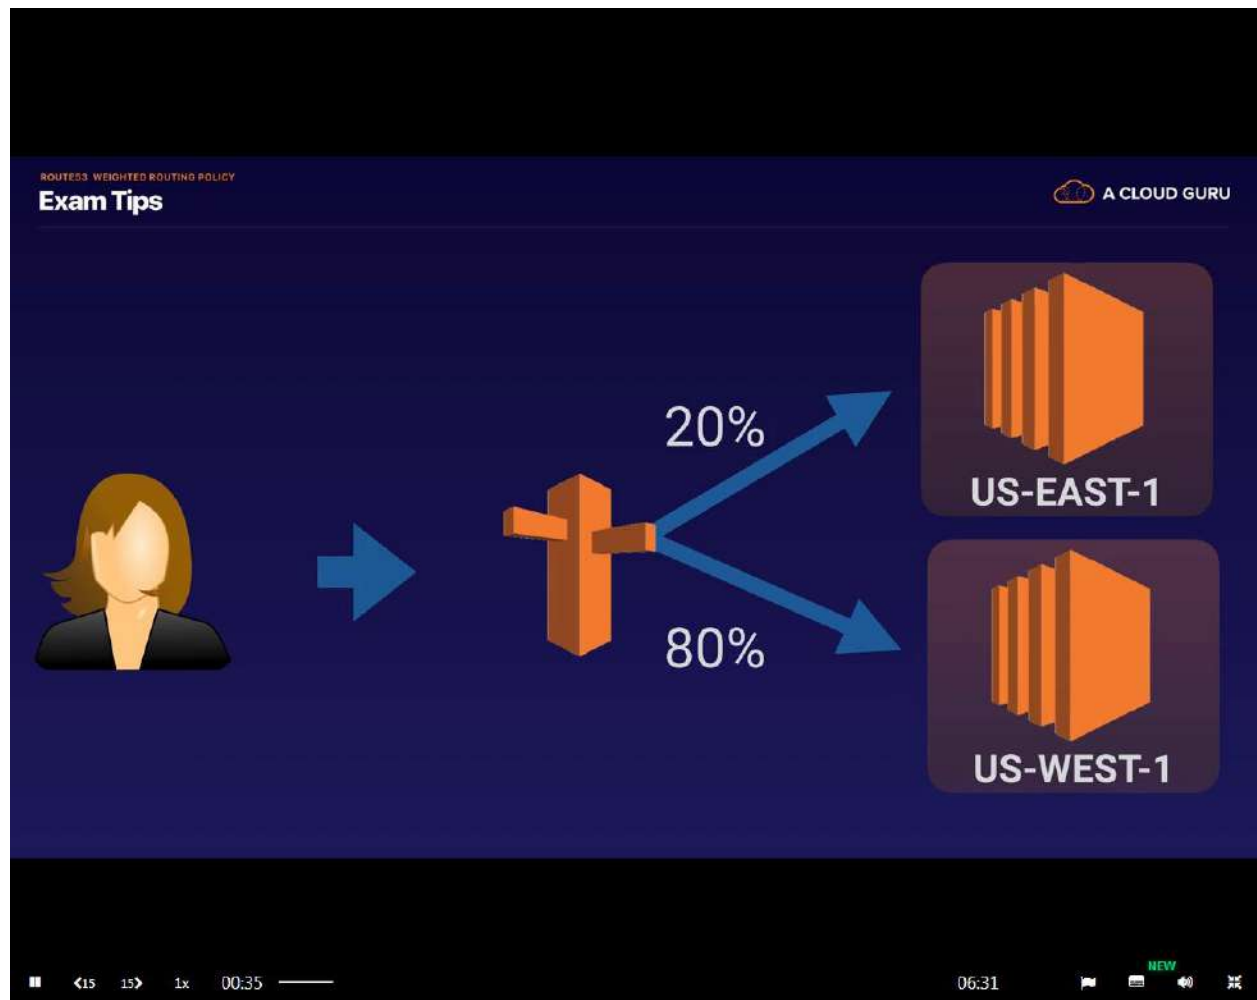 ROUTE53 WEIGHTED ROUTING POLICY
Exam Tips
A CLOUD GURU
20%
US-EAST-1
80%
US-WEST-1
NEW
15
15
1x
00:35
06:31